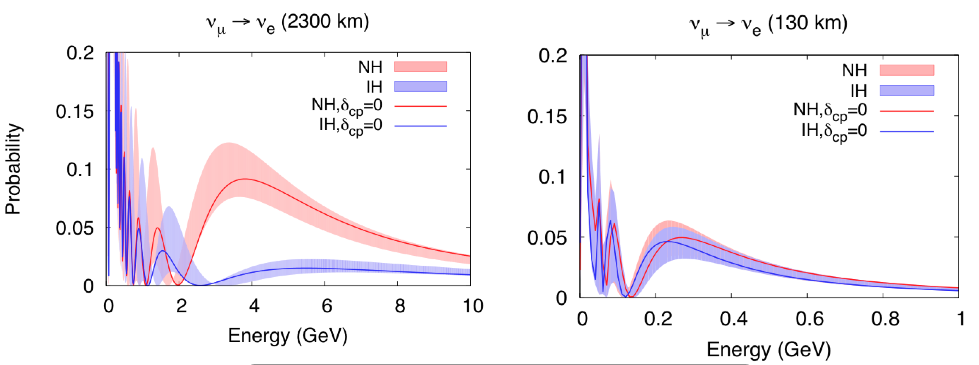 νμ → νe (2300 km)
Probability
0.2
0.15
0.1
0.05
0
NH
IH
NH,δcp=0
IH,δcp=0
0 2 4 6 8 10
Energy (GeV)
νμ → νe (130 km)
0.2
0.15
0.1
0.05
0
NH
IH
NH,δcp=0
IH,δcp=0
0 0.2 0.4 0.6 0.8 1
Energy (GeV)